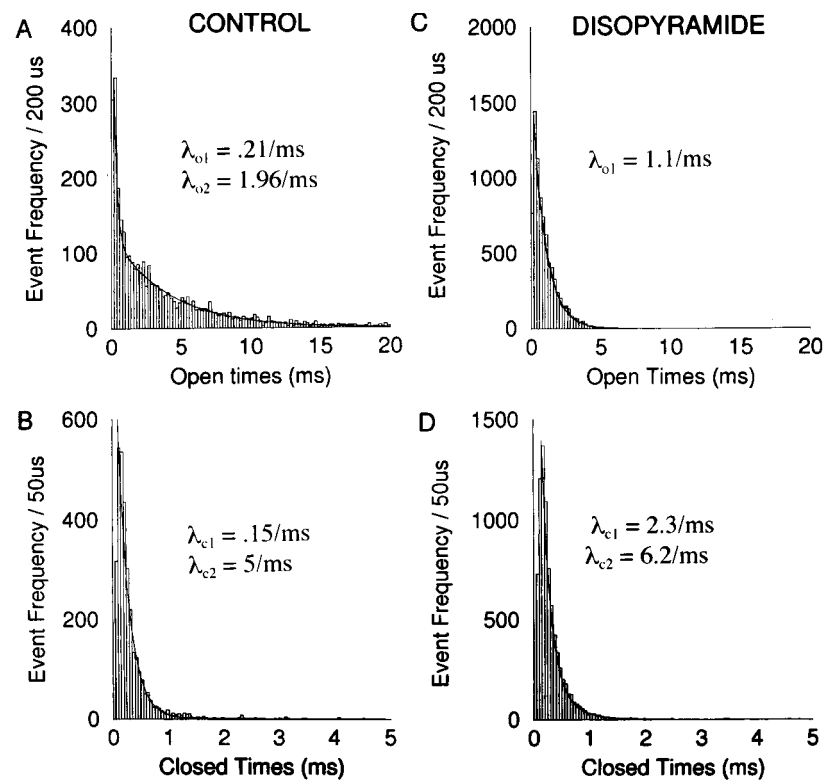 A
CONTROL
Event Frequency / 200 us
400
300
200
100
0
λo1 = .21/ms
λo2 = 1.96/ms
0 5 10 15 20
Open times (ms)
C
DISOPYRAMIDE
Event Frequency / 200 us
2000
1500
1000
500
0
λo1 = 1.1/ms
0 5 10 15 20
Open Times (ms)
B
Event Frequency / 50us
600
400
200
0
λc1 = .15/ms
λc2 = 5/ms
0 1 2 3 4 5
Closed Times (ms)
D
Event Frequency / 50us
1500
1000
500
0
λc1 = 2.3/ms
λc2 = 6.2/ms
0 1 2 3 4 5
Closed Times (ms)